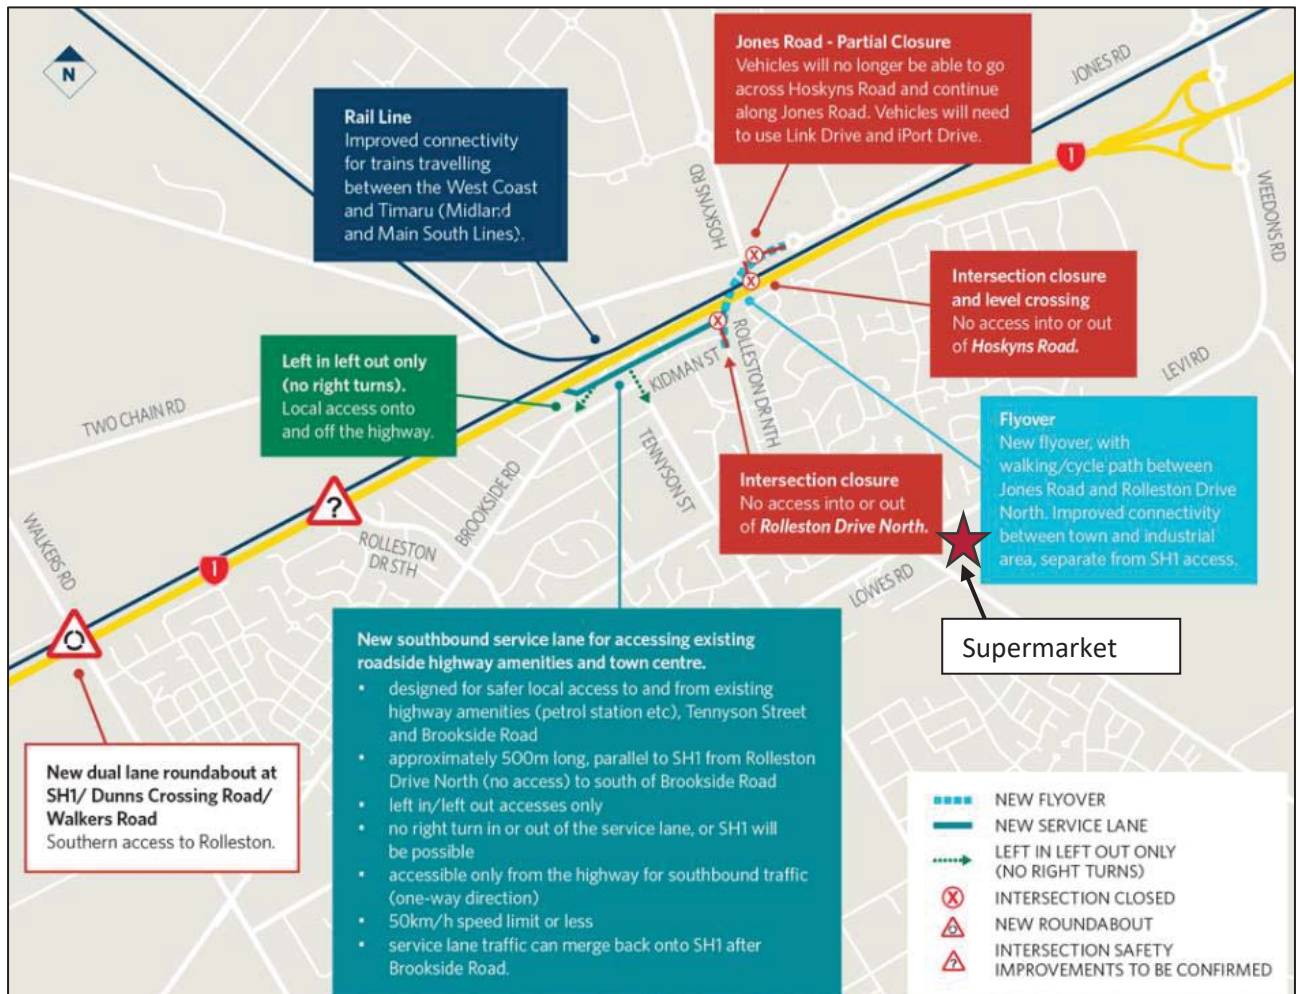 N
Jones Road - Partial Closure
Vehicles will no longer be able to go
across Hoskyns Road and continue
along Jones Road. Vehicles will need
to use Link Drive and iPort Drive.
JONES RD
Rail Line
Improved connectivity
for trains travelling
between the West Coast
and Timaru (Midland
and Main South Lines).
HOSKYNS RD
1
WEEDONS RD
X
X
X
Intersection closure
and level crossing
No access into or out
of Hoskyns Road.
Left in left out only
(no right turns).
Local access onto
and off the highway.
KIDMAN ST
ROLLESTON DR NTH
LEVI RD
TWO CHAIN RD
TENNYSON ST
BROOKSIDE RD
Flyover
New flyover, with
walking/cycle path between
Jones Road and Rolleston Drive
North. Improved connectivity
between town and industrial
area, separate from SH1 access.
Intersection closure
No access into or out
of Rolleston Drive North.
?
ROLLESTON
DR STH
WALKERS RD
1
LOWES RD
Supermarket
New southbound service lane for accessing existing
roadside highway amenities and town centre.
• designed for safer local access to and from existing
highway amenities (petrol station etc), Tennyson Street
and Brookside Road
• approximately 500m long, parallel to SH1 from Rolleston
Drive North (no access) to south of Brookside Road
• left in/left out accesses only
• no right turn in or out of the service lane, or SH1 will
be possible
• accessible only from the highway for southbound traffic
(one-way direction)
• 50km/h speed limit or less
• service lane traffic can merge back onto SH1 after
Brookside Road.
New dual lane roundabout at
SH1/ Dunns Crossing Road/
Walkers Road
Southern access to Rolleston.
NEW FLYOVER
NEW SERVICE LANE
LEFT IN LEFT OUT ONLY
(NO RIGHT TURNS)
X INTERSECTION CLOSED
NEW ROUNDABOUT
? INTERSECTION SAFETY
IMPROVEMENTS TO BE CONFIRMED